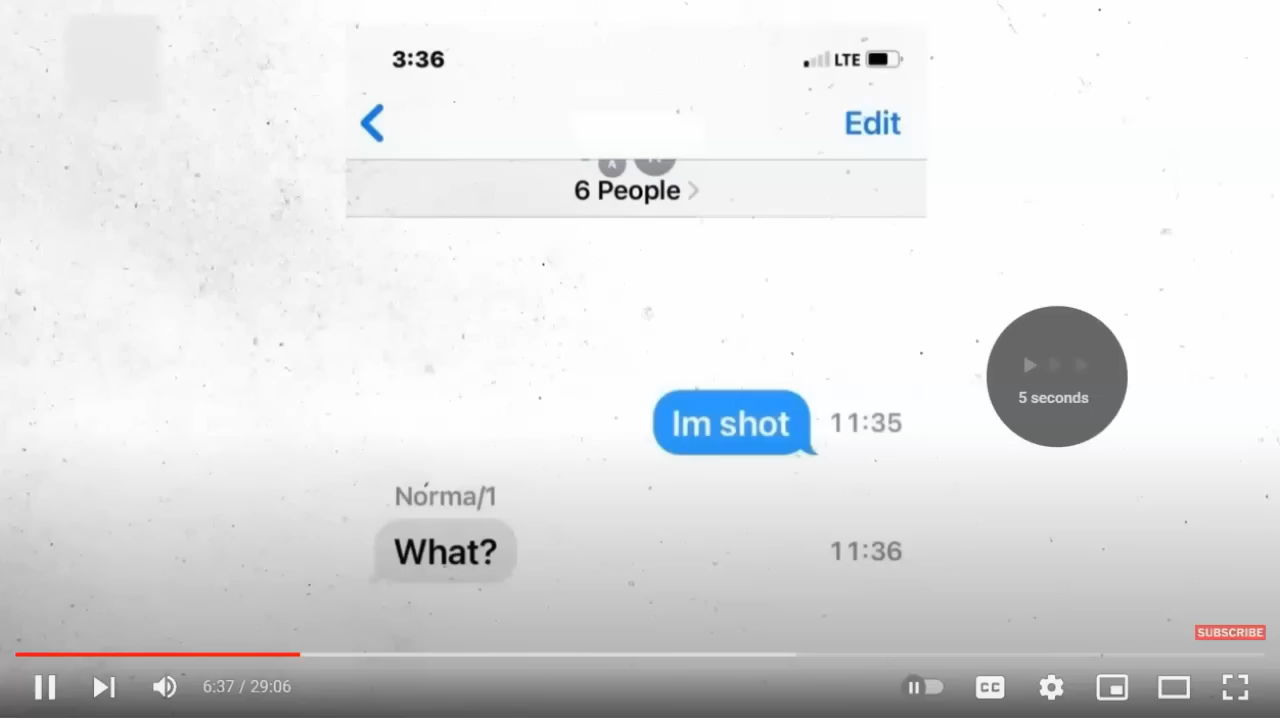 3:36
LTE
Edit
A
6 People
Im shot 11:35
5 seconds
Norma/1
What? 11:36
SUBSCRIBE
6:37 / 29:06
CC